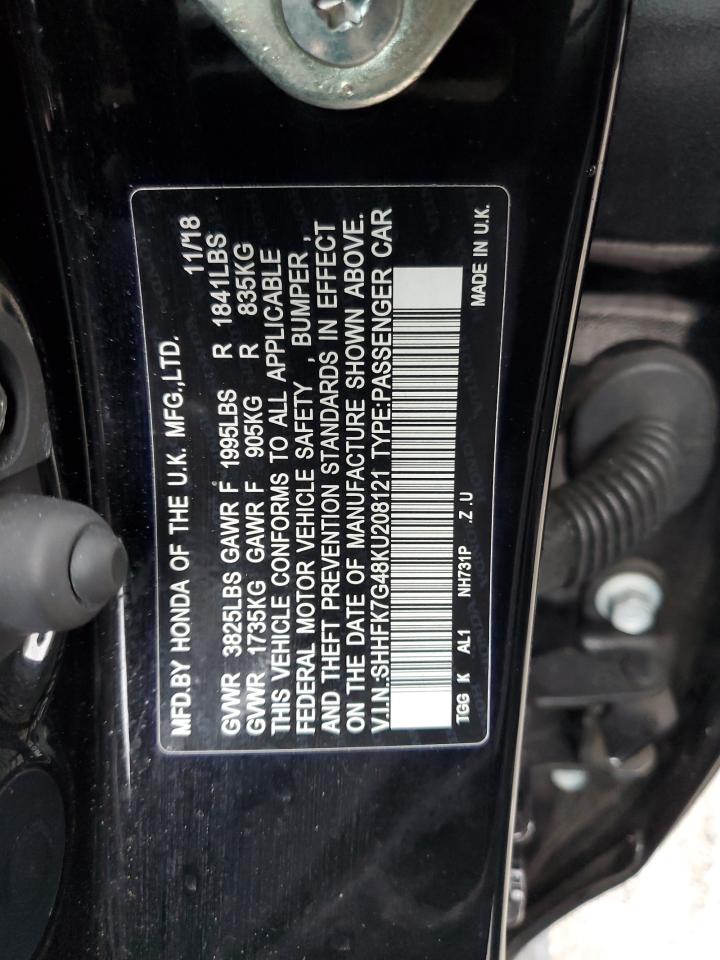 MFD.BY HONDA OF THE U.K. MFG.,LTD. 11/18
GVWR 3825LBS GAWR F 1995LBS R 1841LBS
GVWR 1735KG GAWR F 905KG R 835KG
THIS VEHICLE CONFORMS TO ALL APPLICABLE
FEDERAL MOTOR VEHICLE SAFETY , BUMPER ,
AND THEFT PREVENTION STANDARDS IN EFFECT
ON THE DATE OF MANUFACTURE SHOWN ABOVE.
V.I.N.:SHHFK7G48KU208121 TYPE:PASSENGER CAR
TGG K AL1 NH731P .Z U
MADE IN U.K.